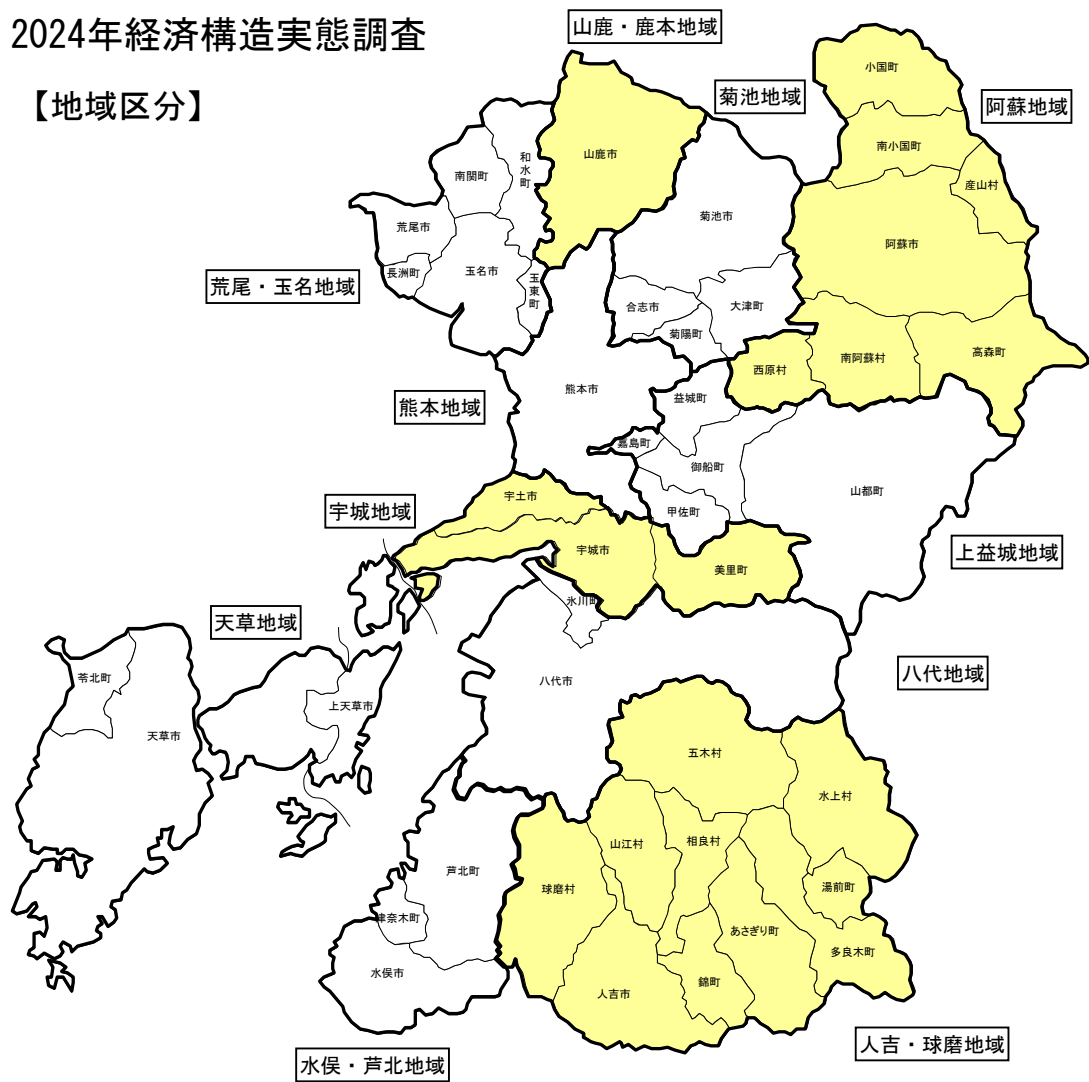 2024年経済構造実態調査
【地域区分】
山鹿・鹿本地域
菊池地域
阿蘇地域
小国町
南小国町
産山村
山鹿市
和水町
南関町
菊池市
阿蘇市
荒尾市
長洲町
玉名市
玉東町
荒尾・玉名地域
合志市
大津町
菊陽町
西原村
南阿蘇村
高森町
熊本市
熊本地域
益城町
嘉島町
御船町
甲佐町
山都町
上益城地域
宇土市
宇城地域
宇城市
美里町
氷川町
天草地域
八代市
八代地域
苓北町
天草市
上天草市
五木村
水上村
山江村
相良村
球磨村
湯前町
あさぎり町
多良木町
芦北町
津奈木町
水俣市
人吉市
錦町
人吉・球磨地域
水俣・芦北地域